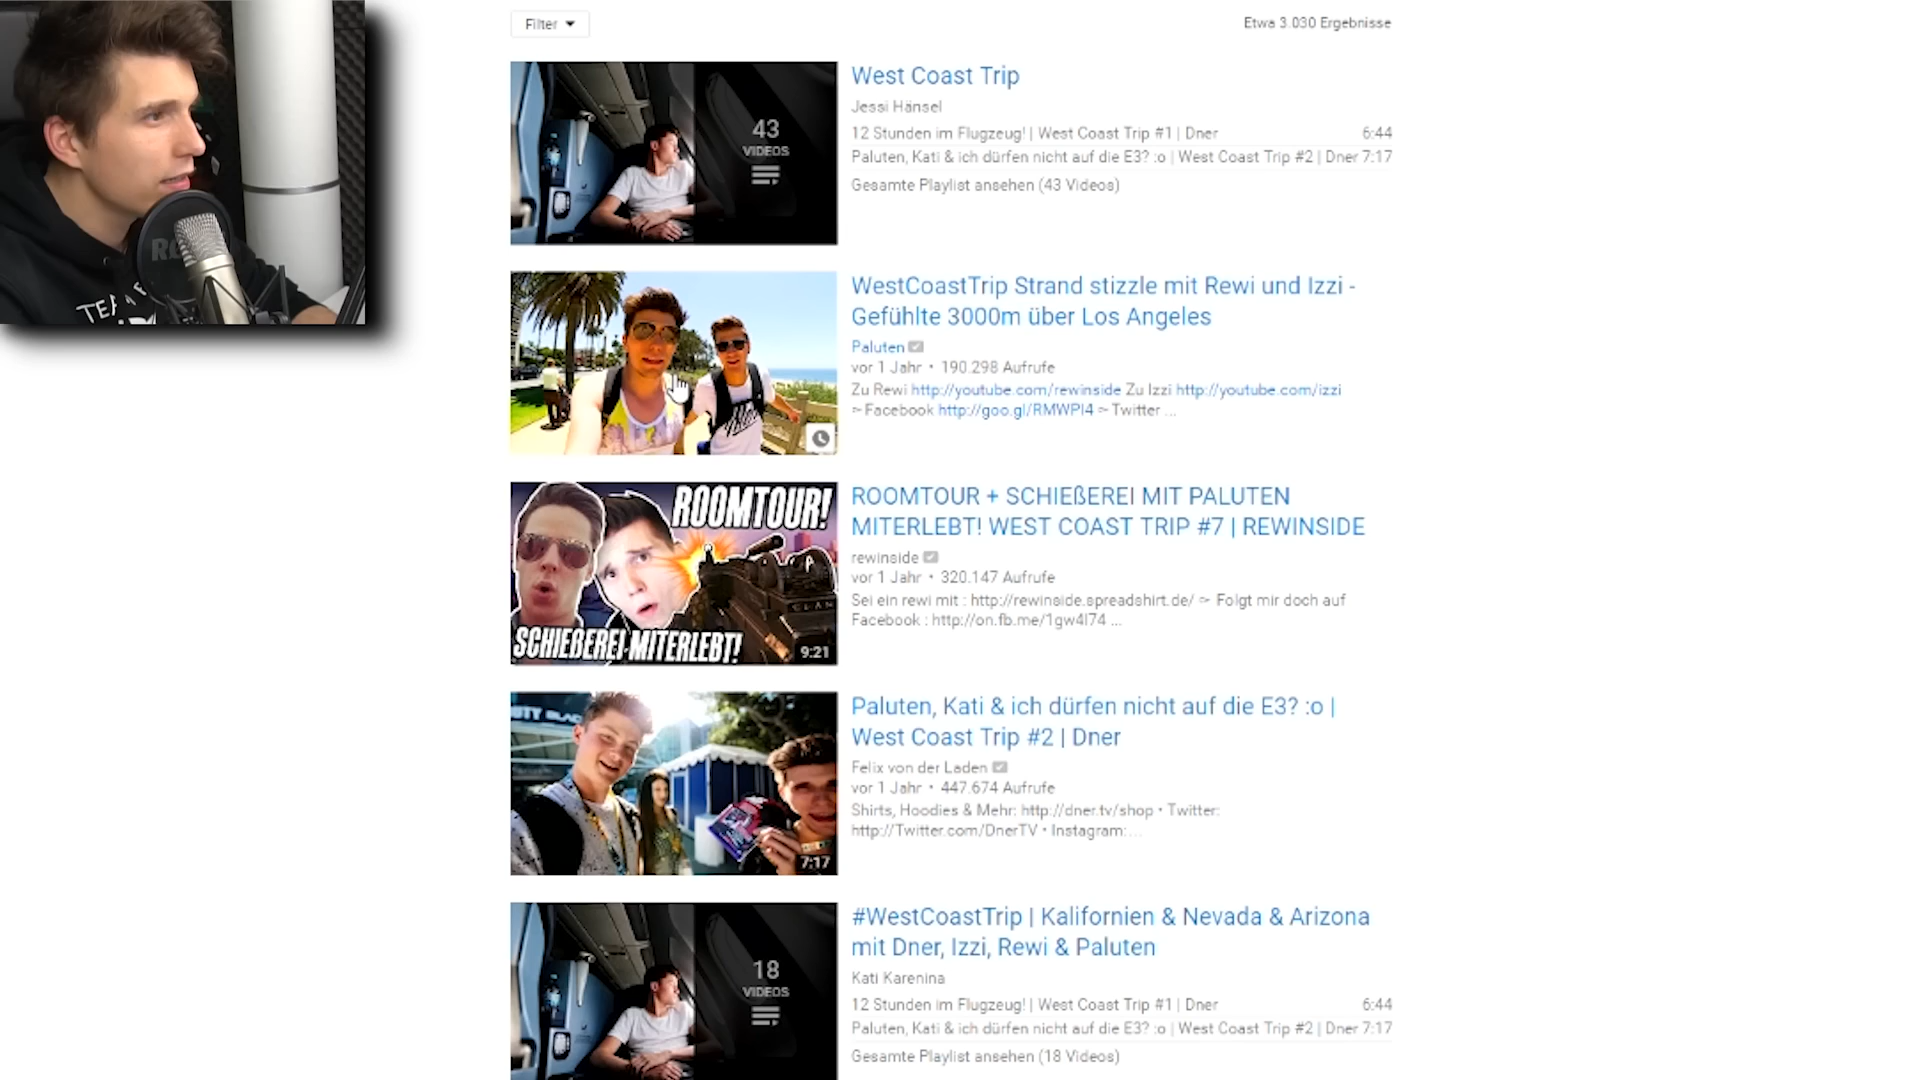 Filter
Etwa 3.030 Ergebnisse
43
VIDEOS
West Coast Trip
Jessi Hänsel
12 Stunden im Flugzeug! | West Coast Trip #1 | Dner 6:44
Paluten, Kati & ich dürfen nicht auf die E3? :o | West Coast Trip #2 | Dner 7:17
Gesamte Playlist ansehen (43 Videos)
WestCoastTrip Strand stizzle mit Rewi und Izzi -
Gefühlte 3000m über Los Angeles
Paluten
vor 1 Jahr • 190.298 Aufrufe
Zu Rewi http://youtube.com/rewinside Zu Izzi http://youtube.com/izzi
➣ Facebook http://goo.gl/RMWPI4 ➣ Twitter ...
ROOMTOUR!
SCHIEßEREI MITERLEBT!
9:21
ROOMTOUR + SCHIEßEREI MIT PALUTEN
MITERLEBT! WEST COAST TRIP #7 | REWINSIDE
rewinside
vor 1 Jahr • 320.147 Aufrufe
Sei ein rewi mit : http://rewinside.spreadshirt.de/ ➣ Folgt mir doch auf
Facebook : http://on.fb.me/1gw4I74 ...
7:17
Paluten, Kati & ich dürfen nicht auf die E3? :o |
West Coast Trip #2 | Dner
Felix von der Laden
vor 1 Jahr • 447.674 Aufrufe
Shirts, Hoodies & Mehr: http://dner.tv/shop • Twitter:
http://Twitter.com/DnerTV • Instagram: ...
18
VIDEOS
#WestCoastTrip | Kalifornien & Nevada & Arizona
mit Dner, Izzi, Rewi & Paluten
Kati Karenina
12 Stunden im Flugzeug! | West Coast Trip #1 | Dner 6:44
Paluten, Kati & ich dürfen nicht auf die E3? :o | West Coast Trip #2 | Dner 7:17
Gesamte Playlist ansehen (18 Videos)